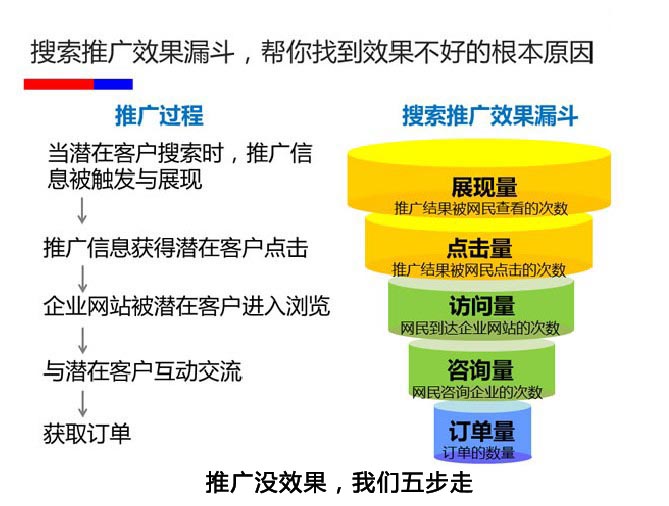 搜索推广效果漏斗，帮你找到效果不好的根本原因
推广过程
当潜在客户搜索时，推广信
息被触发与展现
推广信息获得潜在客户点击
企业网站被潜在客户进入浏览
与潜在客户互动交流
获取订单
搜索推广效果漏斗
展现量
推广结果被网民查看的次数
点击量
推广结果被网民点击的次数
访问量
网民到达企业网站的次数
咨询量
网民咨询企业的次数
订单量
订单的数量
推广没效果，我们五步走